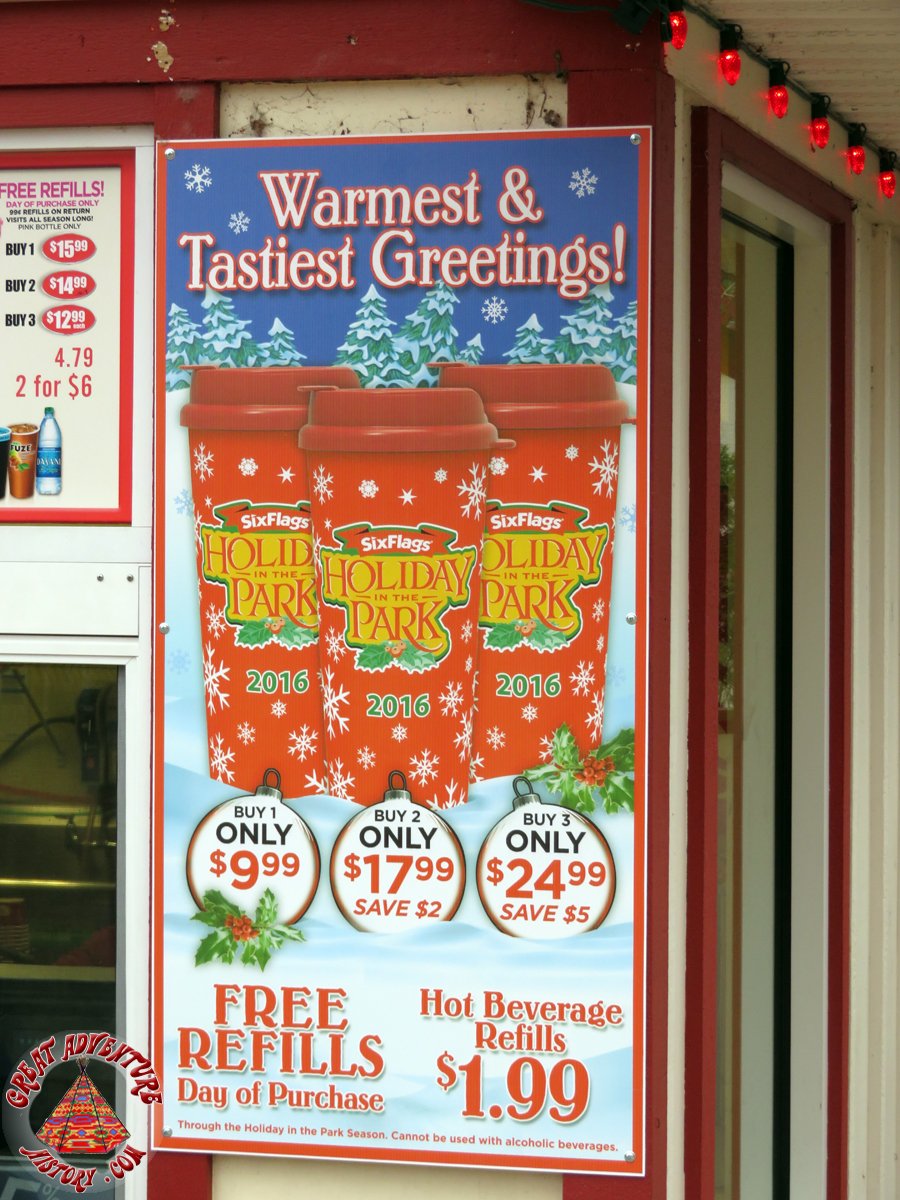 FREE REFILLS!
DAY OF PURCHASE ONLY
99¢ REFILLS ON RETURN
VISITS ALL SEASON LONG!
PINK BOTTLE ONLY
BUY 1 $15.99
BUY 2 $14.99
BUY 3 $12.99 each
4.79
2 for $6
FUZE
DASANI
Warmest &
Tastiest Greetings!
SixFlags
HOLID
IN THE
PARK
2016
SixFlags
HOLIDAY
IN THE
PARK
2016
SixFlags
OLIDAY
IN THE
PARK
2016
BUY 1
ONLY
$9.99
BUY 2
ONLY
$17.99
SAVE $2
BUY 3
ONLY
$24.99
SAVE $5
FREE
REFILLS
Day of Purchase
Hot Beverage
Refills
$1.99
Through the Holiday in the Park Season. Cannot be used with alcoholic beverages.
GREAT ADVENTURE
HISTORY.COM